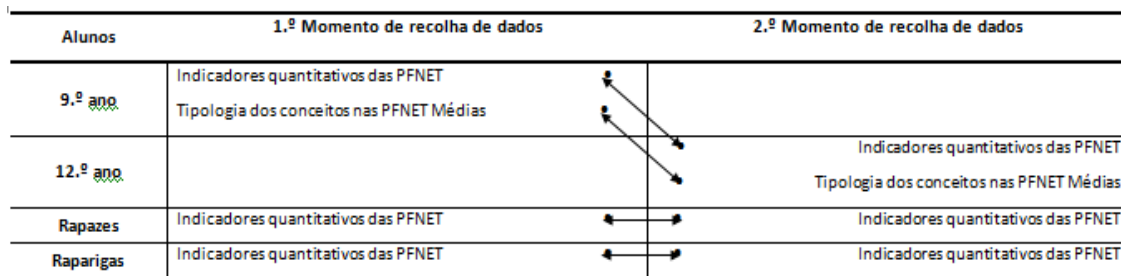 Alunos
1.º Momento de recolha de dados
2.º Momento de recolha de dados
9.º ano
Indicadores quantitativos das PFNET
Tipologia dos conceitos nas PFNET Médias
12.º ano
Indicadores quantitativos das PFNET
Tipologia dos conceitos nas PFNET Médias
Rapazes
Indicadores quantitativos das PFNET
Indicadores quantitativos das PFNET
Raparigas
Indicadores quantitativos das PFNET
Indicadores quantitativos das PFNET